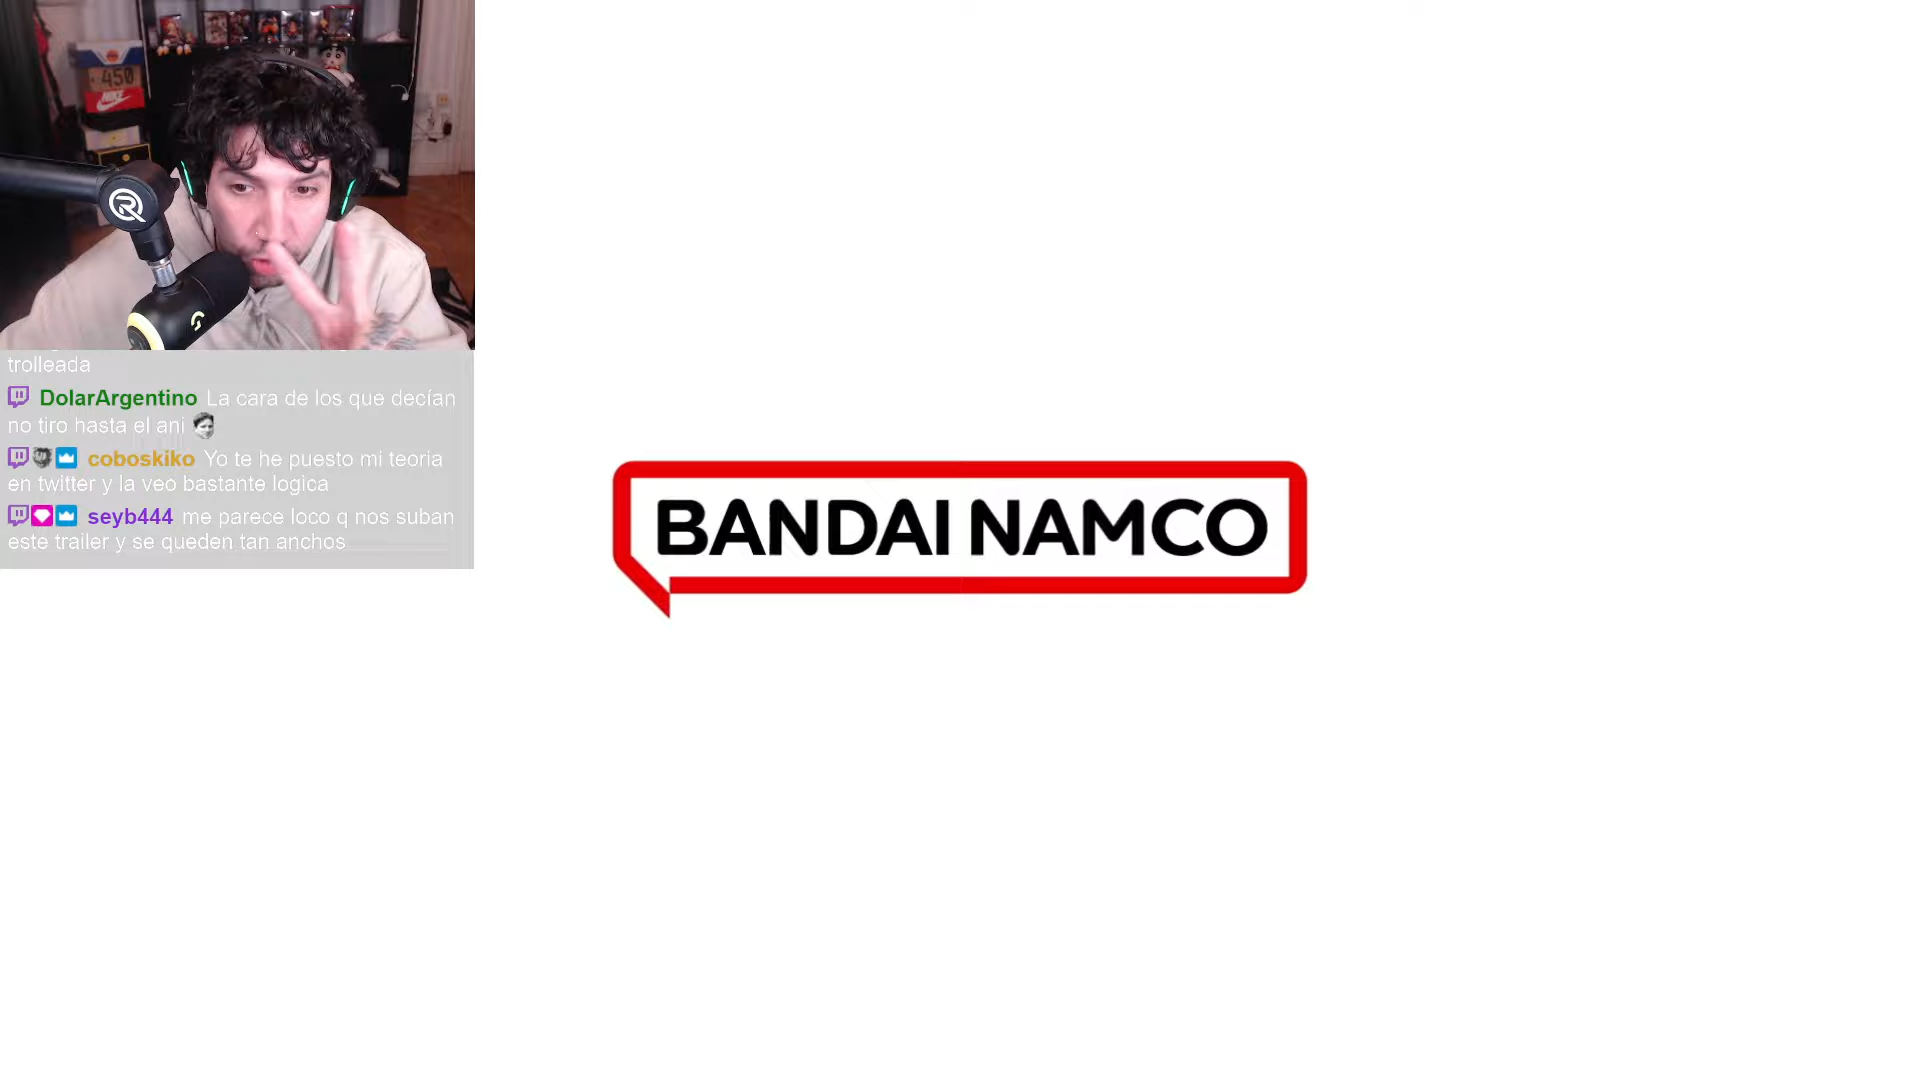 450
NIKE
trolleada
DolarArgentino La cara de los que decían
no tiro hasta el ani
coboskiko Yo te he puesto mi teoria
en twitter y la veo bastante logica
seyb444 me parece loco q nos suban
este trailer y se queden tan anchos
BANDAI NAMCO